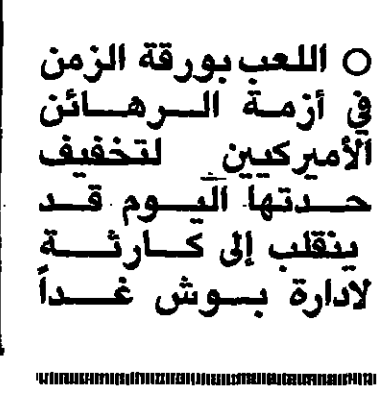 ○ اللعب بورقة الزمن
في أزمة الرهائن
الأميركيين لتخفيف
حدتها اليوم قد
ينقلب إلى كارثة
لادارة بوش غداً